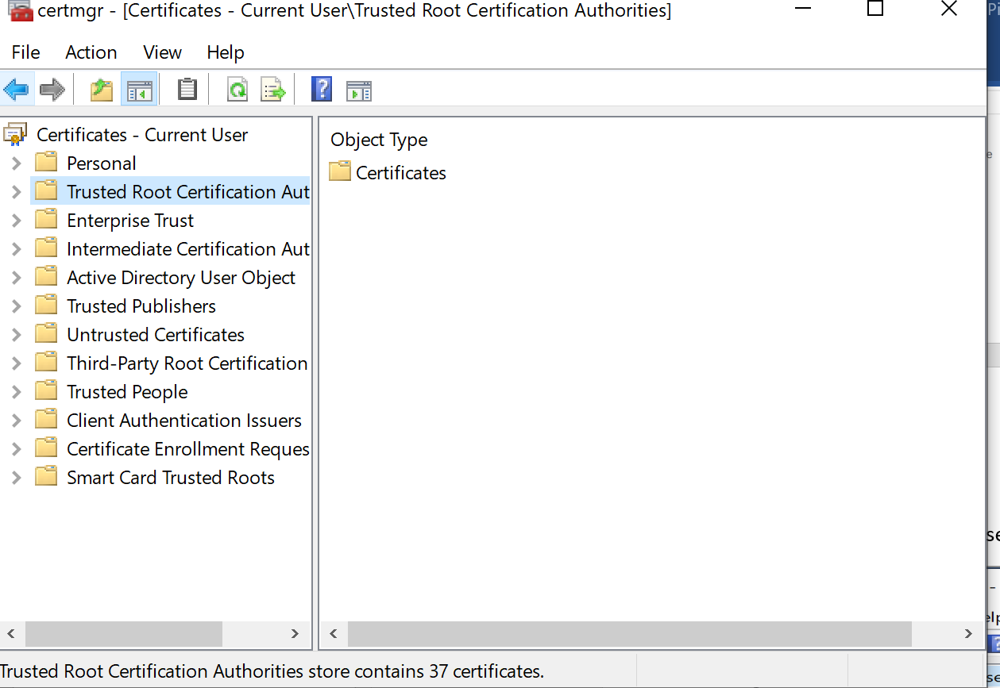 certmgr - [Certificates - Current User\Trusted Root Certification Authorities]
File Action View Help
Certificates - Current User
Personal
Trusted Root Certification Aut
Enterprise Trust
Intermediate Certification Aut
Active Directory User Object
Trusted Publishers
Untrusted Certificates
Third-Party Root Certification
Trusted People
Client Authentication Issuers
Certificate Enrollment Reques
Smart Card Trusted Roots
Object Type
Certificates
Trusted Root Certification Authorities store contains 37 certificates.